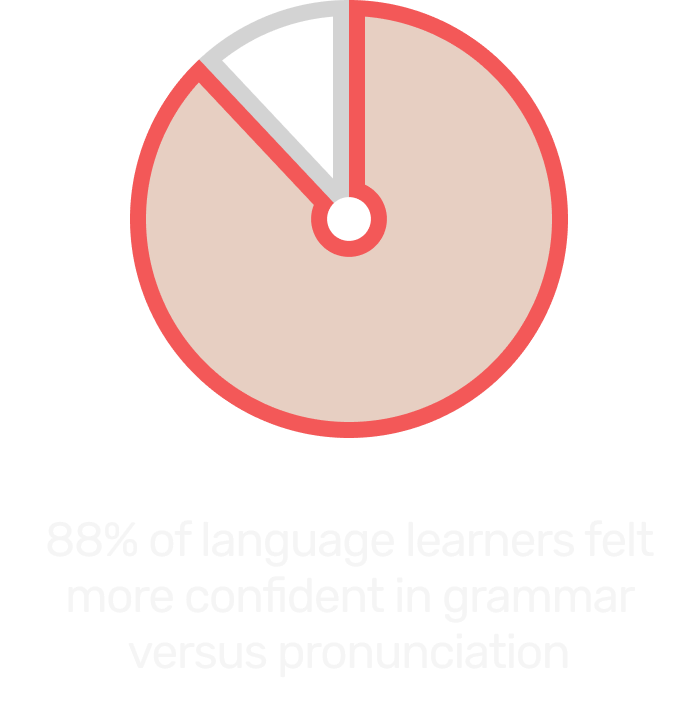 88% of language learners felt
more confident in grammar
versus pronunciation